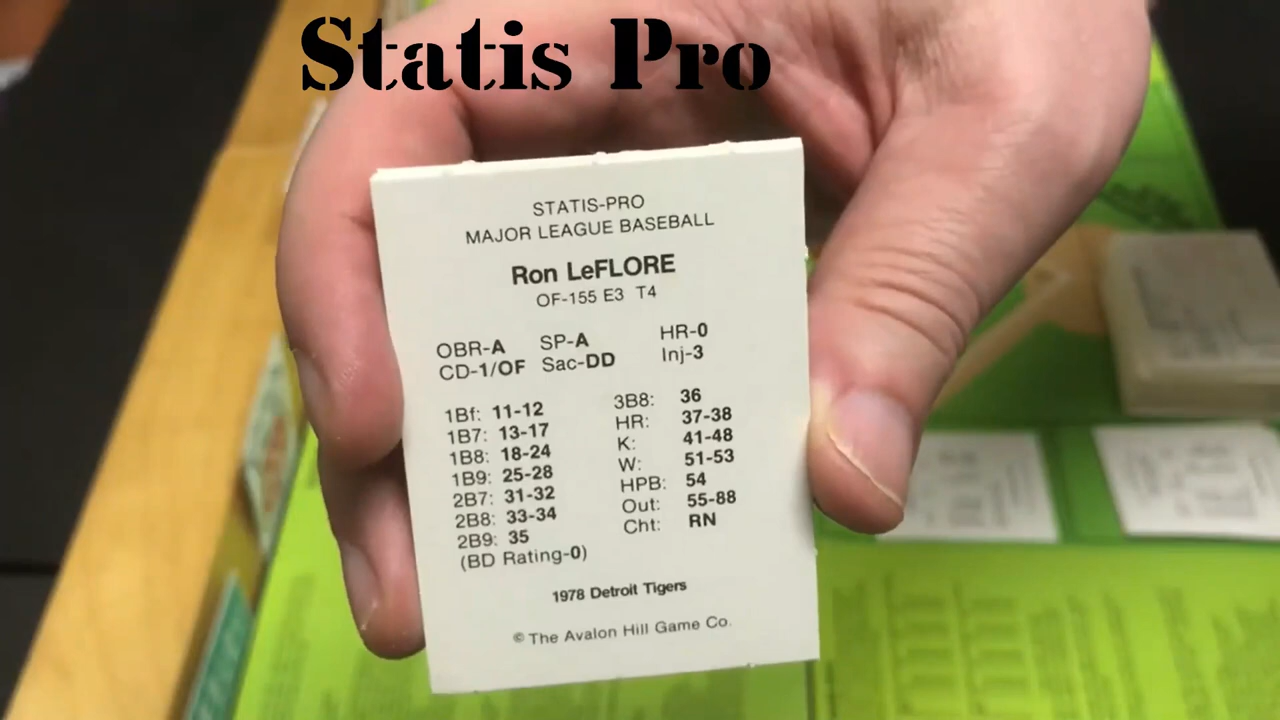 Statis Pro
STATIS-PRO
MAJOR LEAGUE BASEBALL
Ron LeFLORE
OF-155 E3 T4
OBR-A SP-A HR-0
CD-1/OF Sac-DD Inj-3
1Bf: 11-12 3B8: 36
1B7: 13-17 HR: 37-38
1B8: 18-24 K: 41-48
1B9: 25-28 W: 51-53
2B7: 31-32 HPB: 54
2B8: 33-34 Out: 55-88
2B9: 35 Cht: RN
(BD Rating-0)
1978 Detroit Tigers
© The Avalon Hill Game Co.